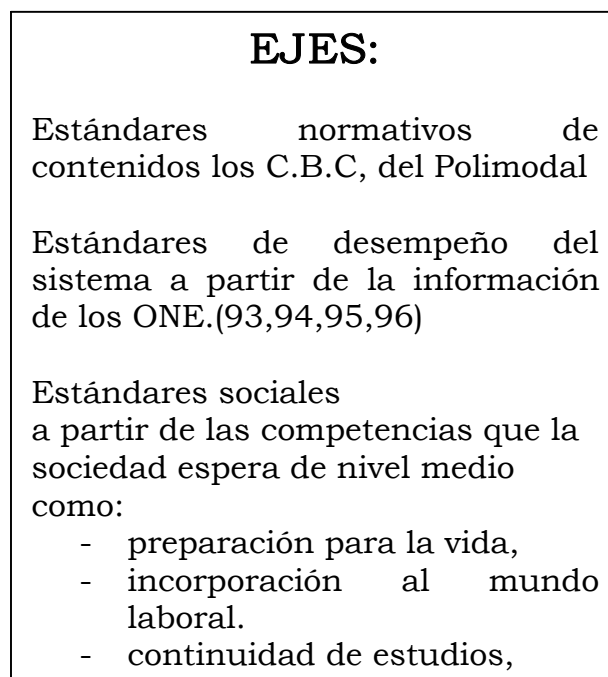 EJES:
Estándares normativos de
contenidos los C.B.C, del Polimodal
Estándares de desempeño del
sistema a partir de la información
de los ONE.(93,94,95,96)
Estándares sociales
a partir de las competencias que la
sociedad espera de nivel medio
como:
- preparación para la vida,
- incorporación al mundo
laboral.
- continuidad de estudios,